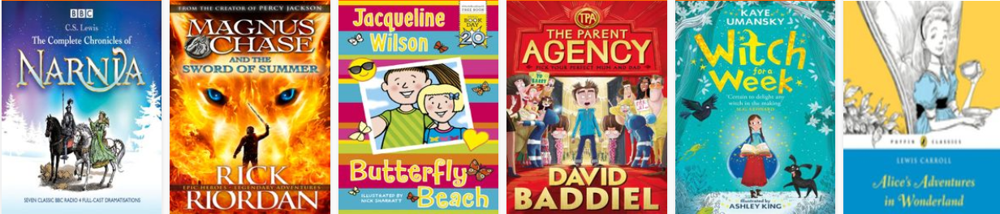 BBC
C.S. Lewis
The Complete Chronicles of
NARNIA
SEVEN CLASSIC BBC RADIO 4 FULL-CAST DRAMATISATIONS
FROM THE CREATOR OF PERCY JACKSON
MAGNUS
CHASE
AND THE
SWORD OF SUMMER
RICK
EPIC HEROES • LEGENDARY ADVENTURES
RIORDAN
Jacqueline
Wilson
FREE BOOK
WORLD
BOOK
DAY
20
Butterfly
Beach
ILLUSTRATED BY
NICK SHARRATT
TPA
THE PARENT
AGENCY
PICK YOUR PERFECT MUM AND DAD
DAVID
BADDIEL
KAYE
UMANSKY
Witch
for a
Week
'Certain to delight any
witch in the making'
M.G. LEONARD
Illustrated by
ASHLEY KING
PUFFIN CLASSICS
LEWIS CARROLL
Alice's Adventures
in Wonderland